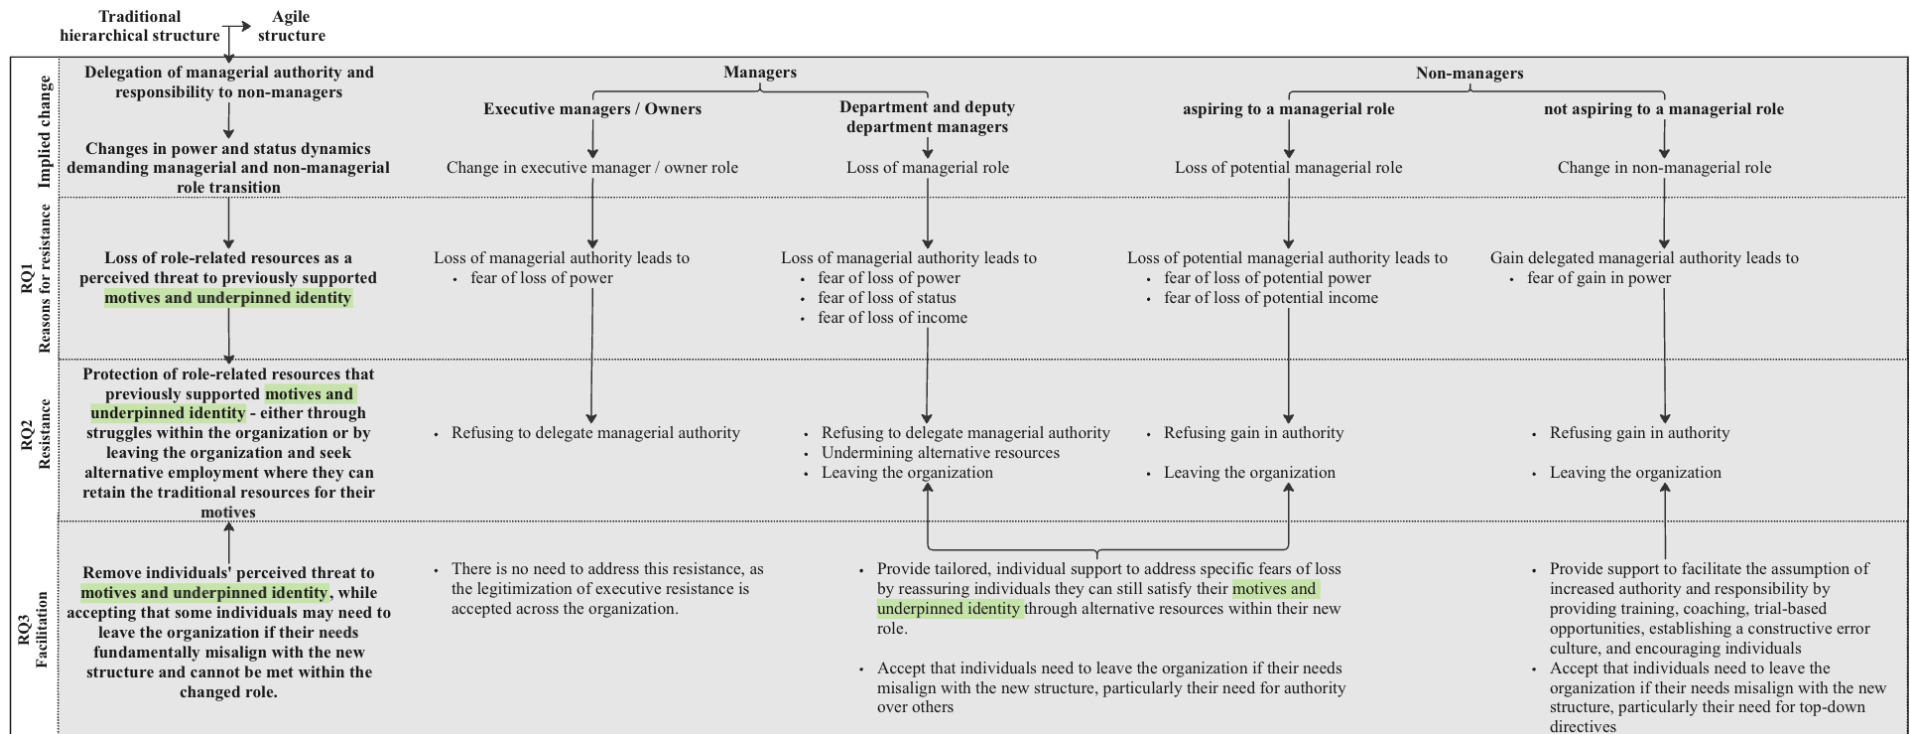 Traditional
hierarchical structure
Agile
structure
Implied change
Delegation of managerial authority and
responsibility to non-managers
Changes in power and status dynamics
demanding managerial and non-managerial
role transition
Managers
Executive managers / Owners
Change in executive manager / owner role
Department and deputy
department managers
Loss of managerial role
Non-managers
aspiring to a managerial role
Loss of potential managerial role
not aspiring to a managerial role
Change in non-managerial role
RQ1
Reasons for resistance
Loss of role-related resources as a
perceived threat to previously supported
motives and underpinned identity
Loss of managerial authority leads to
• fear of loss of power
Loss of managerial authority leads to
• fear of loss of power
• fear of loss of status
• fear of loss of income
Loss of potential managerial authority leads to
• fear of loss of potential power
• fear of loss of potential income
Gain delegated managerial authority leads to
• fear of gain in power
RQ2
Resistance
Protection of role-related resources that
previously supported motives and
underpinned identity - either through
struggles within the organization or by
leaving the organization and seek
alternative employment where they can
retain the traditional resources for their
motives
• Refusing to delegate managerial authority
• Refusing to delegate managerial authority
• Undermining alternative resources
• Leaving the organization
• Refusing gain in authority
• Leaving the organization
• Refusing gain in authority
• Leaving the organization
RQ3
Facilitation
Remove individuals' perceived threat to
motives and underpinned identity, while
accepting that some individuals may need to
leave the organization if their needs
fundamentally misalign with the new
structure and cannot be met within the
changed role.
• There is no need to address this resistance, as
the legitimization of executive resistance is
accepted across the organization.
• Provide tailored, individual support to address specific fears of loss
by reassuring individuals they can still satisfy their motives and
underpinned identity through alternative resources within their new
role.
• Accept that individuals need to leave the organization if their needs
misalign with the new structure, particularly their need for authority
over others
• Provide support to facilitate the assumption of
increased authority and responsibility by
providing training, coaching, trial-based
opportunities, establishing a constructive error
culture, and encouraging individuals
• Accept that individuals need to leave the
organization if their needs misalign with the new
structure, particularly their need for top-down
directives